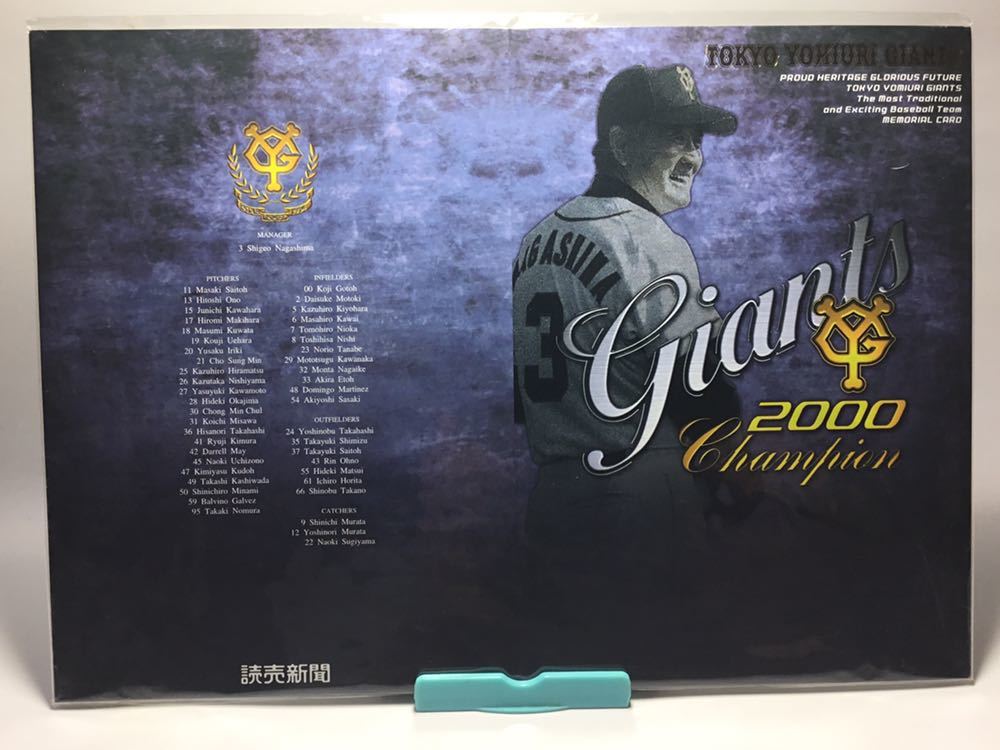 MANAGER
3 Shigeo Nagashima
PITCHERS
11 Masaki Saitoh
13 Hitoshi Ono
15 Junichi Kawahara
17 Hiromi Makihara
18 Masumi Kuwata
19 Kouji Uehara
20 Yusaku Iriki
21 Cho Sung Min
25 Kazuhiro Hiramatsu
26 Kazutaka Nishiyama
27 Yasuyuki Kawamoto
28 Hideki Okajima
30 Chong Min Chul
31 Koichi Misawa
36 Hisanori Takahashi
41 Ryuji Kimura
42 Darrell May
45 Naoki Uchizono
47 Kimiyasu Kudoh
49 Takashi Kashiwada
50 Shinichiro Minami
59 Balvino Galvez
95 Takaki Nomura
INFIELDERS
00 Koji Gotoh
2 Daisuke Motoki
5 Kazuhiro Kiyohara
6 Masahiro Kawai
7 Tomohiro Nioka
8 Toshihisa Nishi
23 Norio Tanabe
29 Mototsugu Kawanaka
32 Monta Nagaike
33 Akira Etoh
48 Domingo Martinez
54 Akiyoshi Sasaki
OUTFIELDERS
24 Yoshinobu Takahashi
35 Takayuki Shimizu
37 Takayuki Saitoh
43 Rin Ohno
55 Hideki Matsui
61 Ichiro Horita
66 Shinobu Takano
CATCHERS
9 Shinichi Murata
12 Yoshinori Murata
22 Naoki Sugiyama
読売新聞
TOKYO YOMIURI GIANTS
PROUD HERITAGE GLORIOUS FUTURE
TOKYO YOMIURI GIANTS
The Most Traditional
and Exciting Baseball Team
MEMORIAL CARD
3
Giants
YG
2000
Champion